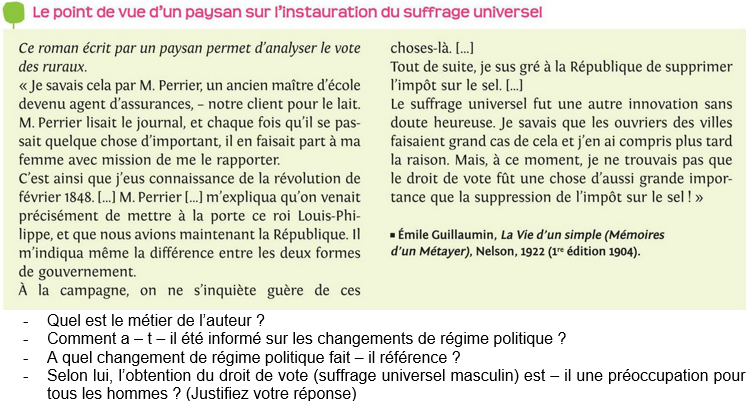 Le point de vue d'un paysan sur l'instauration du suffrage universel
Ce roman écrit par un paysan permet d'analyser le vote
des ruraux.
« Je savais cela par M. Perrier, un ancien maître d'école
devenu agent d'assurances, – notre client pour le lait.
M. Perrier lisait le journal, et chaque fois qu'il se pas-
sait quelque chose d'important, il en faisait part à ma
femme avec mission de me le rapporter.
C'est ainsi que j'eus connaissance de la révolution de
février 1848. [...] M. Perrier [...] m'expliqua qu'on venait
précisément de mettre à la porte ce roi Louis-Phi-
lippe, et que nous avions maintenant la République. Il
m'indiqua même la différence entre les deux formes
de gouvernement.
À la campagne, on ne s'inquiète guère de ces
choses-là. [...]
Tout de suite, je sus gré à la République de supprimer
l'impôt sur le sel. [...]
Le suffrage universel fut une autre innovation sans
doute heureuse. Je savais que les ouvriers des villes
faisaient grand cas de cela et j'en ai compris plus tard
la raison. Mais, à ce moment, je ne trouvais pas que
le droit de vote fût une chose d'aussi grande impor-
tance que la suppression de l'impôt sur le sel ! »
▪ Émile Guillaumin, La Vie d'un simple (Mémoires
d'un Métayer), Nelson, 1922 (1re édition 1904).
- Quel est le métier de l'auteur ?
- Comment a – t – il été informé sur les changements de régime politique ?
- A quel changement de régime politique fait – il référence ?
- Selon lui, l'obtention du droit de vote (suffrage universel masculin) est – il une préoccupation pour
tous les hommes ? (Justifiez votre réponse)